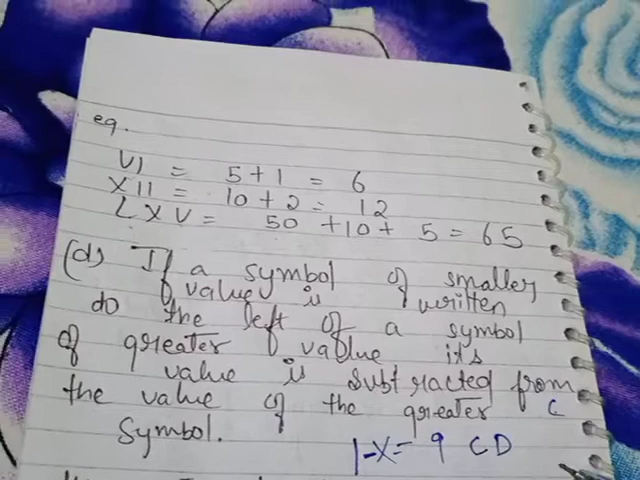 eg.
VI = 5+1 = 6
XII = 10+2 = 12
LXV = 50 +10+ 5 = 65
(d) If a symbol of smaller
value is written
do the left of a symbol
of greater value its
value is subtracted from
the value of the greater C
Symbol.
I-X= 9 CD